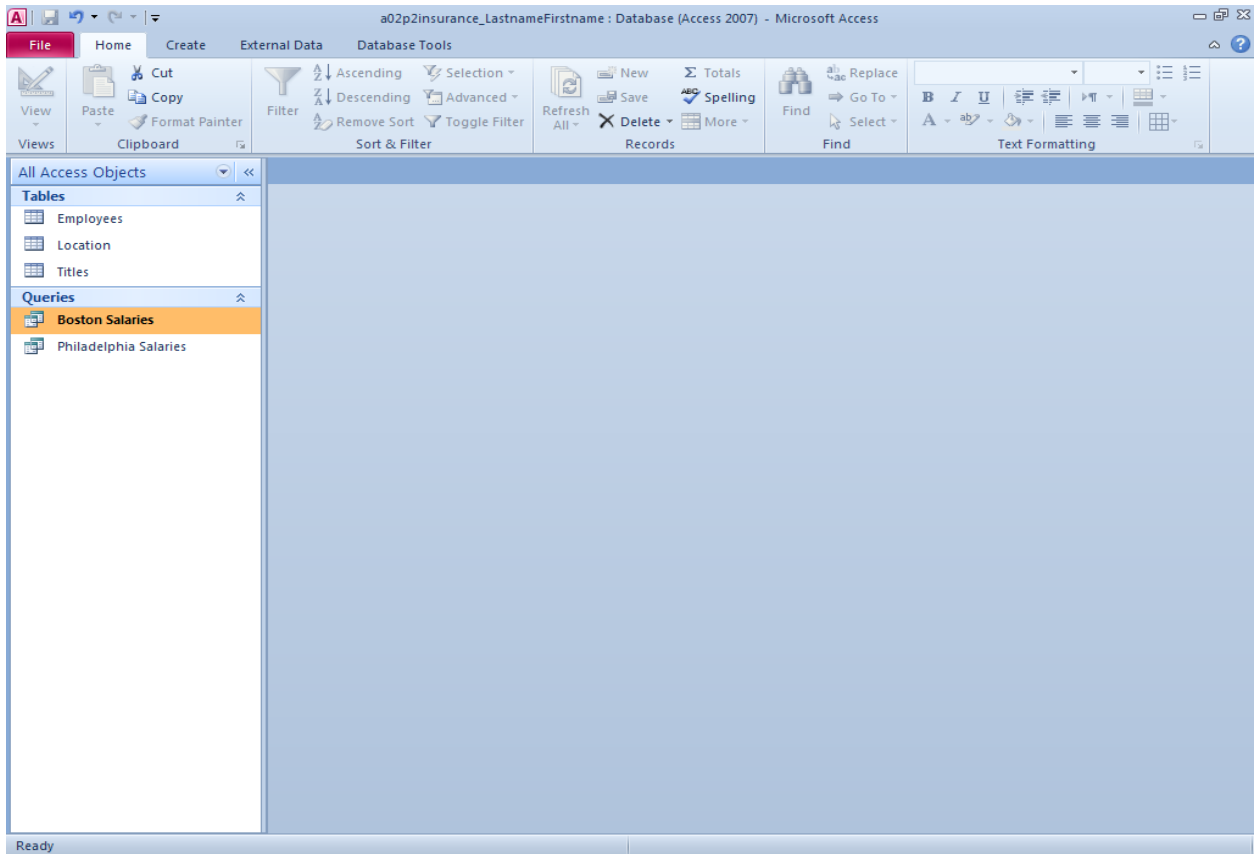 a02p2insurance_LastnameFirstname : Database (Access 2007) - Microsoft Access
File Home Create External Data Database Tools
View
Views
Paste
Cut
Copy
Format Painter
Clipboard
Filter
Ascending
Descending
Remove Sort
Selection
Advanced
Toggle Filter
Sort & Filter
Refresh
All
New
Save
Delete
Totals
Spelling
More
Records
Find
Replace
Go To
Select
Find
B I U
A
Text Formatting
All Access Objects
Tables
Employees
Location
Titles
Queries
Boston Salaries
Philadelphia Salaries
Ready